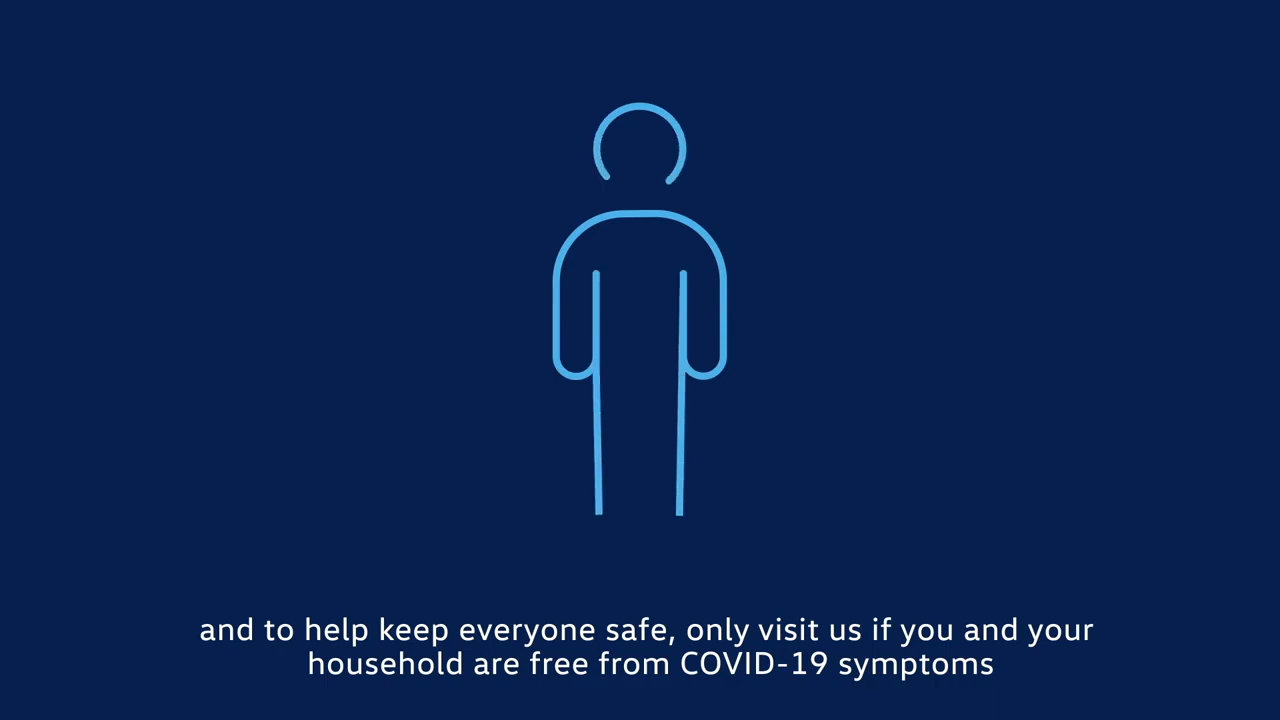 and to help keep everyone safe, only visit us if you and your
household are free from COVID-19 symptoms